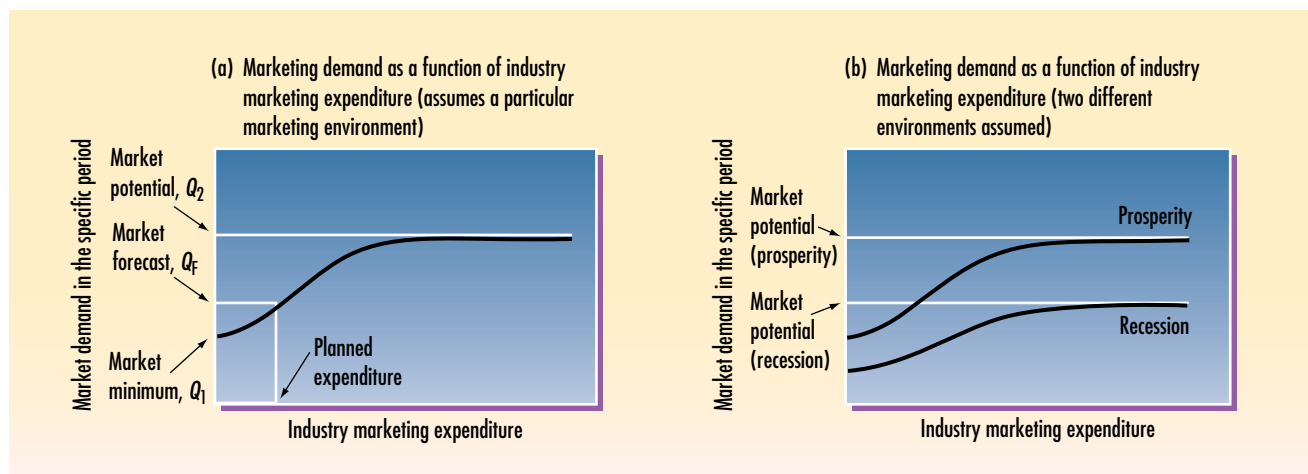 (a) Marketing demand as a function of industry
marketing expenditure (assumes a particular
marketing environment)
Market demand in the specific period
Market
potential, Q2
Market
forecast, QF
Market
minimum, Q1
Planned
expenditure
Industry marketing expenditure
(b) Marketing demand as a function of industry
marketing expenditure (two different
environments assumed)
Market demand in the specific period
Market
potential
(prosperity)
Market
potential
(recession)
Prosperity
Recession
Industry marketing expenditure